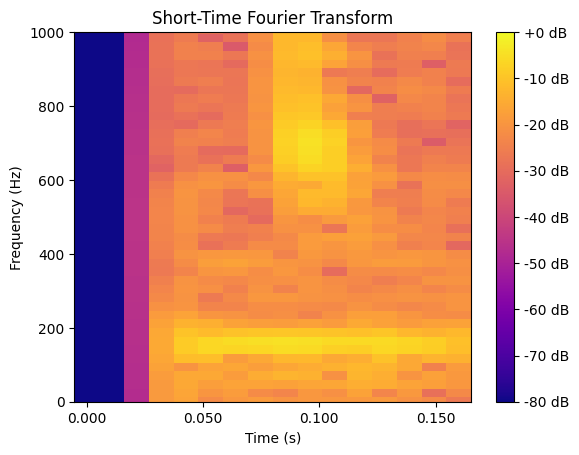 Short-Time Fourier Transform
Frequency (Hz)
1000
800
600
400
200
0
0.000
0.050
0.100
0.150
Time (s)
+0 dB
-10 dB
-20 dB
-30 dB
-40 dB
-50 dB
-60 dB
-70 dB
-80 dB